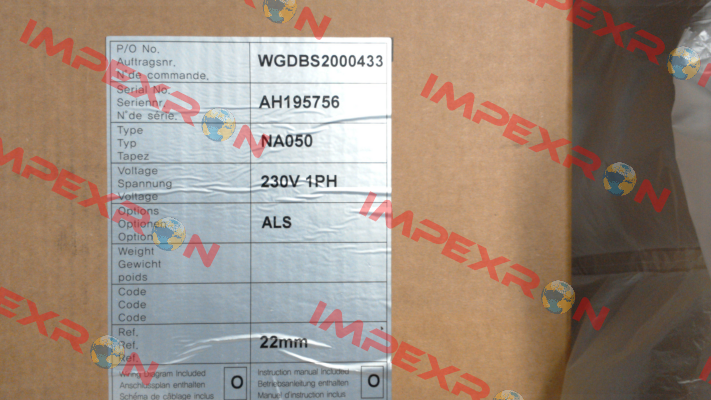 P/O No.
Auftragsnr.
N°de commande.
WGDBS2000433
Serial No.
Seriennr.
N°de série.
AH195756
Type
Typ
Tapez
NA050
Voltage
Spannung
Voltage
230V 1PH
Options
Optionen
Option
ALS
Weight
Gewicht
poids
Code
Code
Code
Ref.
Ref.
Ref.
22mm
Wiring Diagram Included
Anschlussplan enthalten
Schéma de câblage inclus
O
Instruction manual included
Betriebsanleitung enthalten
Manuel d'instruction inclus
O
IMPEXRON
IMPEXRON
IMPEXRON
IMPEXRON
IMPEXRON
IMPEXRON
IMPEXRON